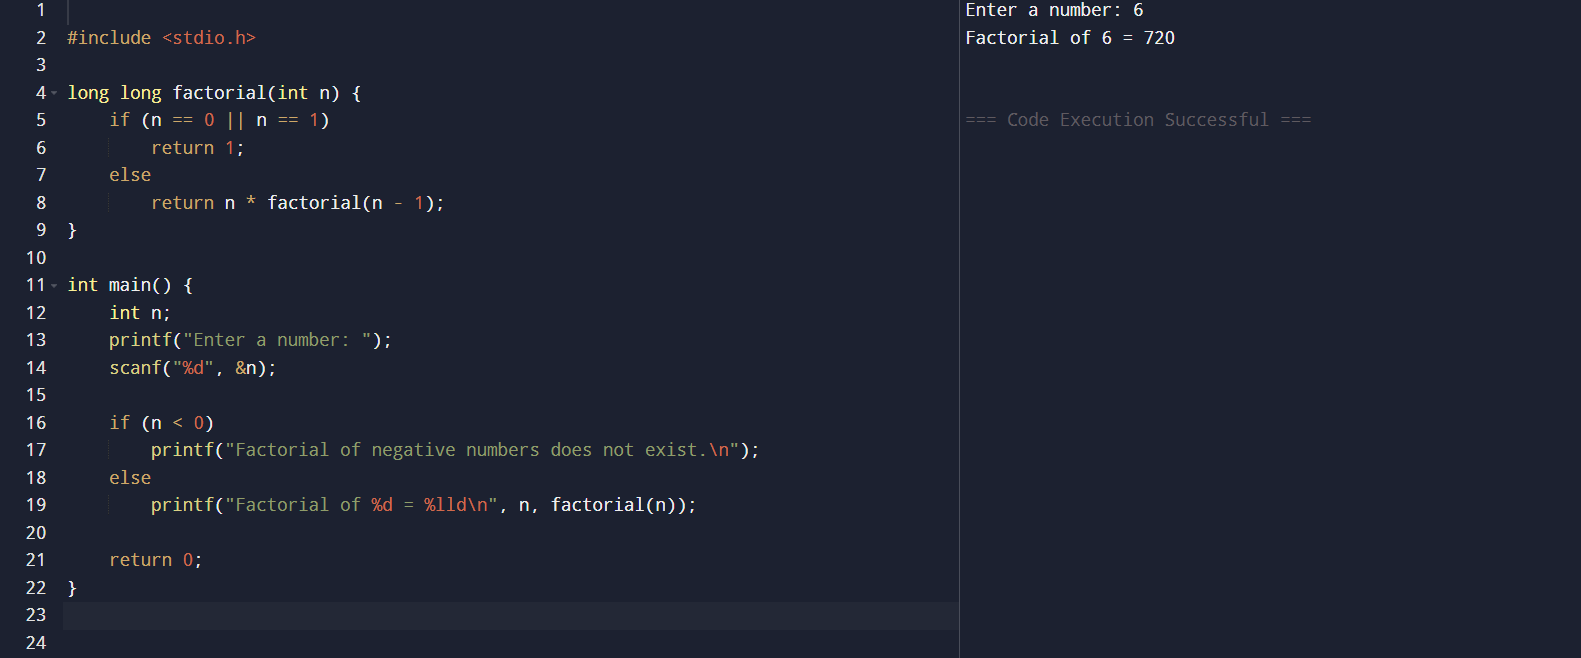 1
2 #include <stdio.h>
3
4 long long factorial(int n) {
5     if (n == 0 || n == 1)
6         return 1;
7     else
8         return n * factorial(n - 1);
9 }
10
11 int main() {
12     int n;
13     printf("Enter a number: ");
14     scanf("%d", &n);
15
16     if (n < 0)
17         printf("Factorial of negative numbers does not exist.\n");
18     else
19         printf("Factorial of %d = %lld\n", n, factorial(n));
20
21     return 0;
22 }
23
24
Enter a number: 6
Factorial of 6 = 720
=== Code Execution Successful ===